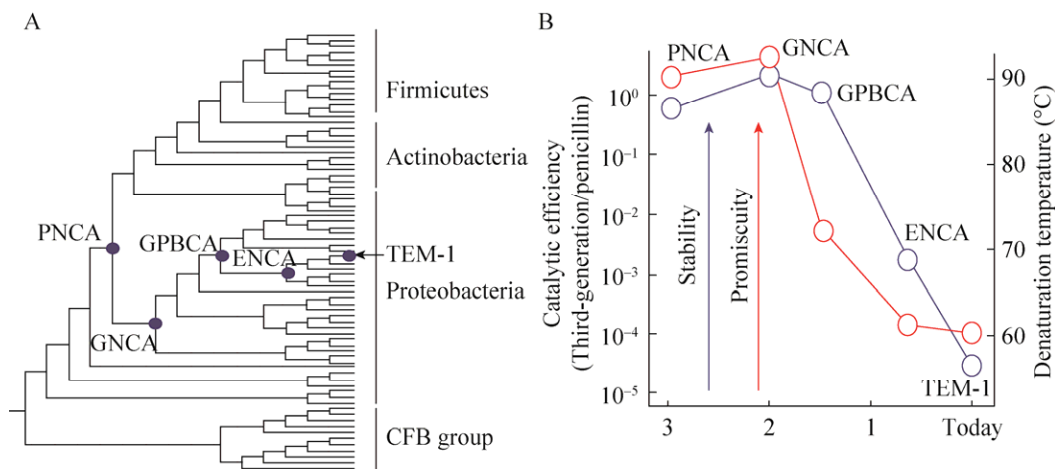 A
Firmicutes
Actinobacteria
PNCA
GPBCA
ENCA
TEM-1
Proteobacteria
GNCA
CFB group
B
PNCA
GNCA
GPBCA
ENCA
TEM-1
Catalytic efficiency
(Third-generation/penicillin)
10⁰
10⁻¹
10⁻²
10⁻³
10⁻⁴
10⁻⁵
Stability
Promiscuity
90
80
70
60
Denaturation temperature (°C)
3
2
1
Today